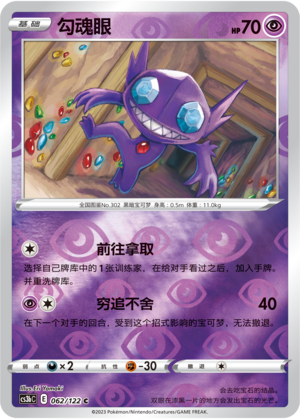 基础 勾魂眼 HP70
全国图鉴No.302 黑暗宝可梦 身高：0.5m 体重：11.0kg
前往拿取
选择自己牌库中的1张训练家，在给对手看过之后，加入手牌。
并重洗牌库。
穷追不舍 40
在下一个对手的回合，受到这个招式影响的宝可梦，无法撤退。
Illus. Eri Yamaki
弱点 ×2 抵抗力 -30 撤退
cs3bC E 062/122 C
会去吃宝石的结晶。
©2023 Pokémon/Nintendo/Creatures/GAME FREAK.